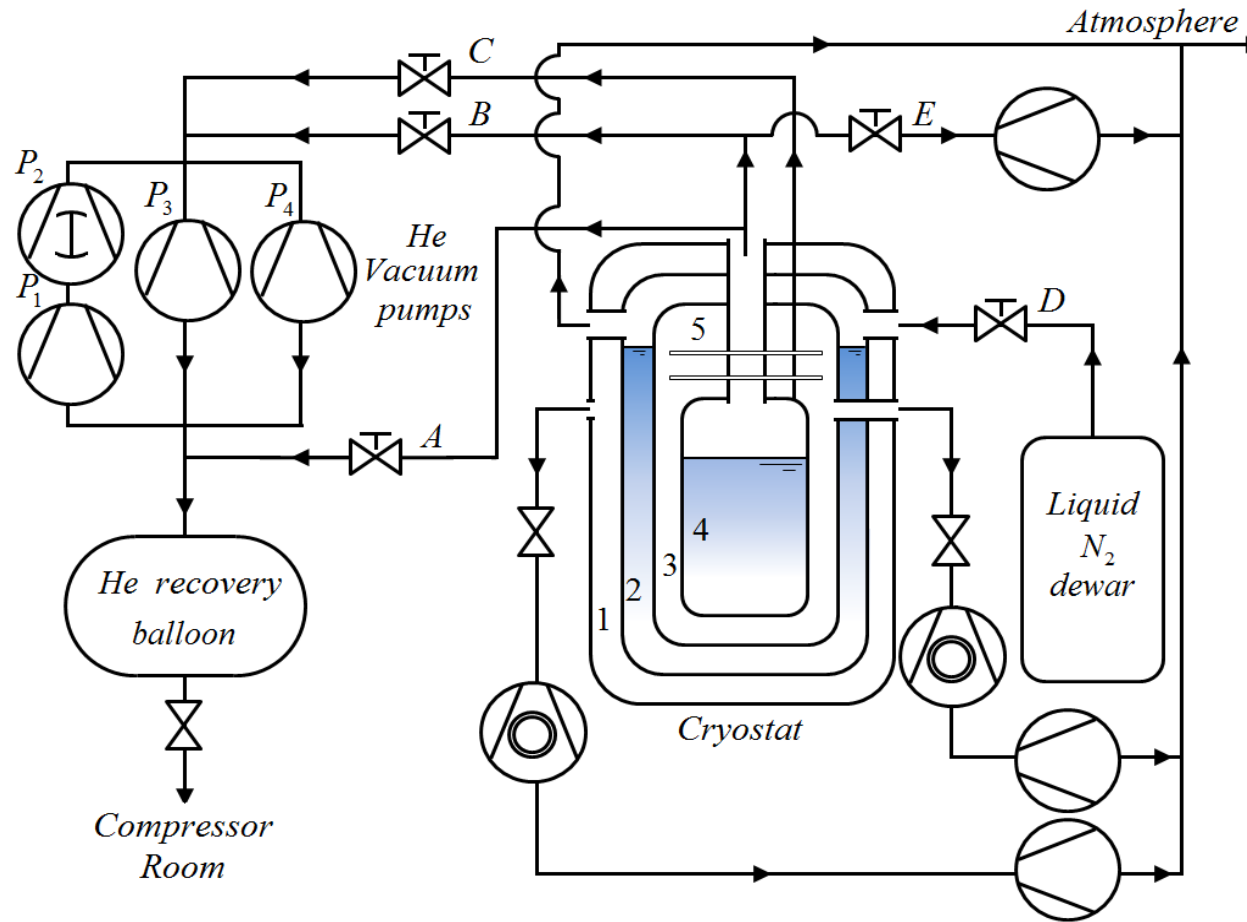 Atmosphere
C
B
E
P2
P3
P4
He
Vacuum
pumps
P1
D
5
A
Liquid
N2
dewar
4
3
2
1
He recovery
balloon
Cryostat
Compressor
Room